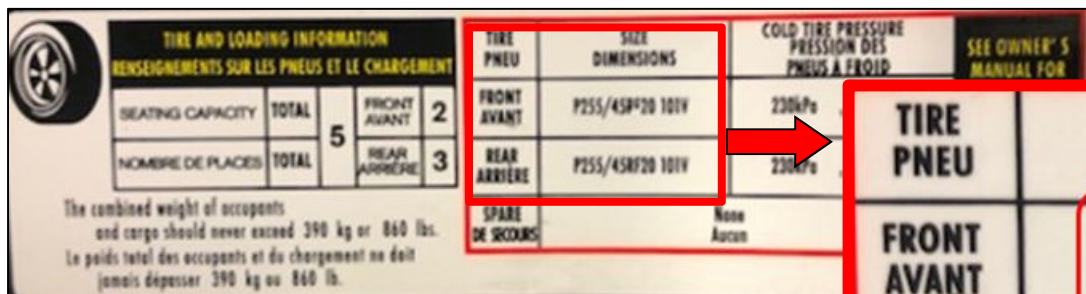 TIRE AND LOADING INFORMATION
RENSEIGNEMENTS SUR LES PNEUS ET LE CHARGEMENT
SEATING CAPACITY TOTAL 5 FRONT AVANT 2
NOMBRE DE PLACES TOTAL REAR ARRIÈRE 3
The combined weight of occupants
and cargo should never exceed 390 kg or 860 lbs.
Le poids total des occupants et du chargement ne doit
jamais dépasser 390 kg ou 860 lb.
TIRE PNEU
SIZE DIMENSIONS
COLD TIRE PRESSURE
PRESSION DES
PNEUS A FROID
FRONT AVANT P255/45RF20 101V 230kPa
REAR ARRIÈRE P255/45RF20 101V 230kPa
SPARE DE SECOURS None Aucun
SEE OWNER'S
MANUAL FOR
TIRE
PNEU
FRONT
AVANT